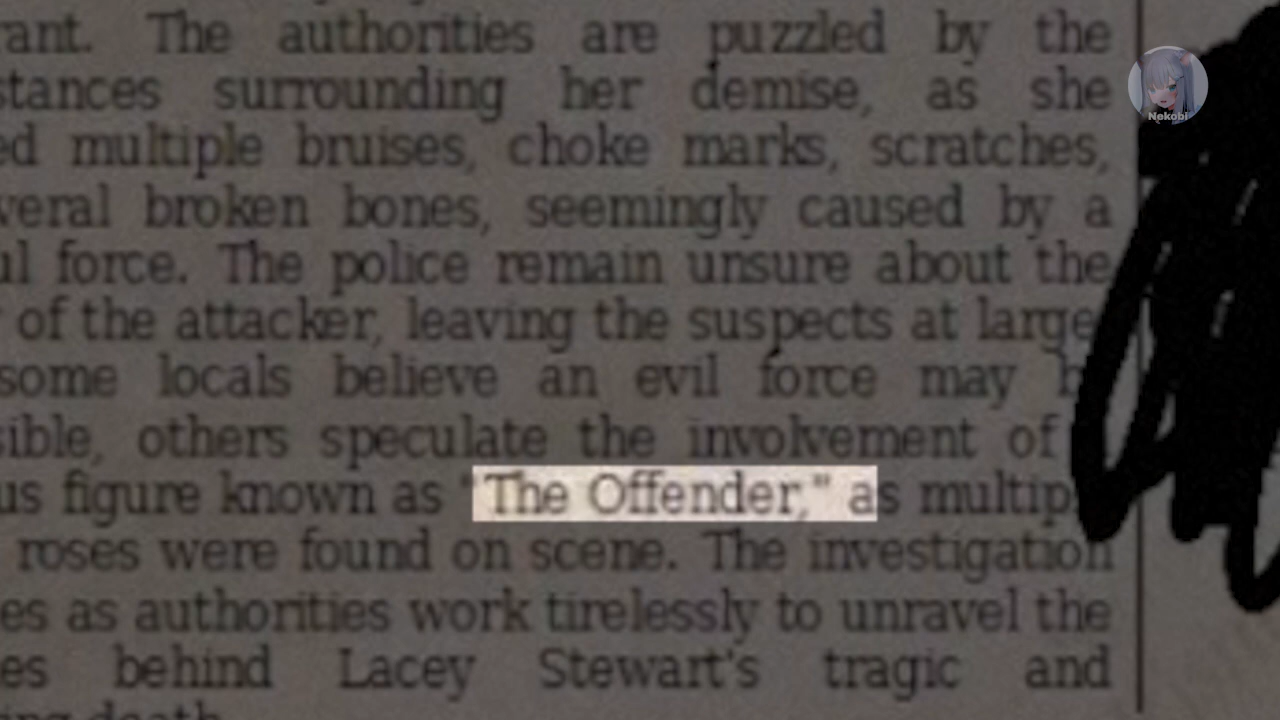 rant. The authorities are puzzled by the
stances surrounding her demise, as she
ed multiple bruises, choke marks, scratches,
veral broken bones, seemingly caused by a
ul force. The police remain unsure about the
of the attacker, leaving the suspects at large
some locals believe an evil force may b
sible, others speculate the involvement of
us figure known as "The Offender," as multip
roses were found on scene. The investigation
es as authorities work tirelessly to unravel the
es behind Lacey Stewart's tragic and
ing death.
Nekobi